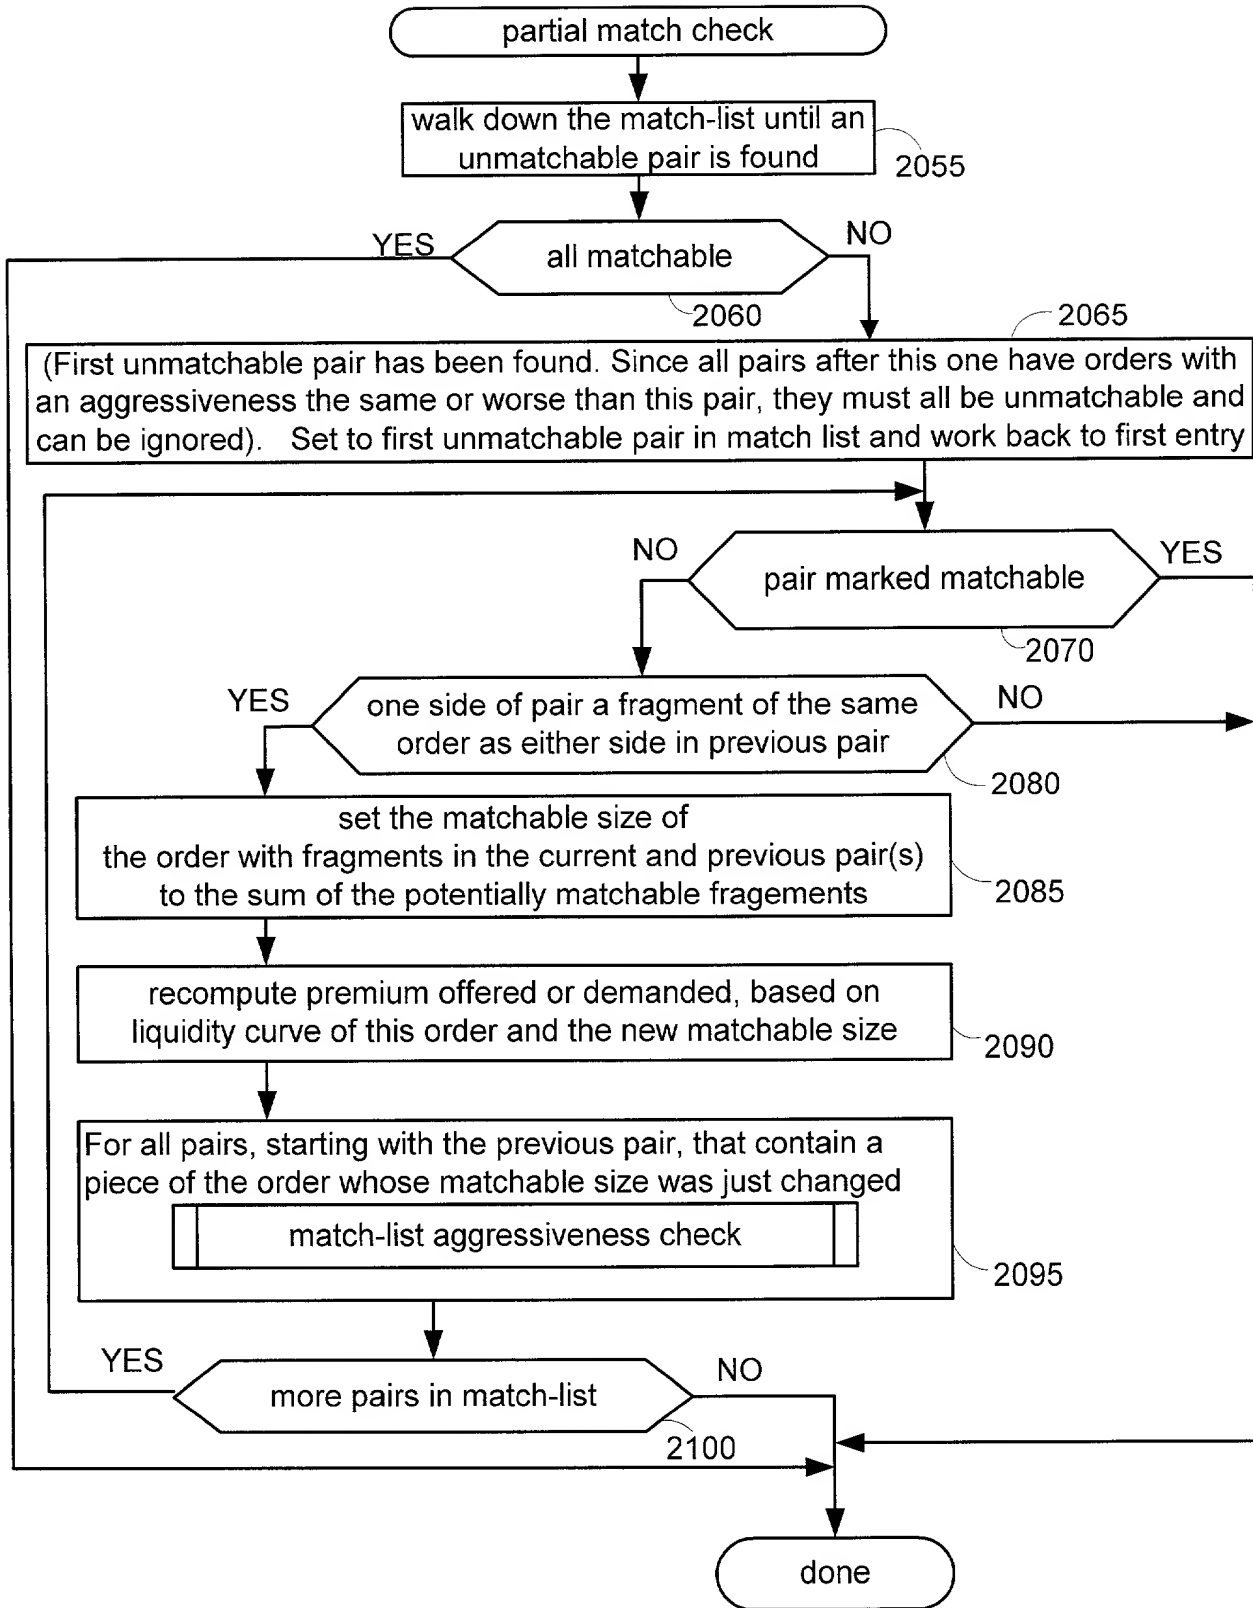 partial match check
walk down the match-list until an
unmatchable pair is found
2055
YES
all matchable
NO
2060
2065
(First unmatchable pair has been found. Since all pairs after this one have orders with
an aggressiveness the same or worse than this pair, they must all be unmatchable and
can be ignored). Set to first unmatchable pair in match list and work back to first entry
NO
pair marked matchable
YES
2070
YES
one side of pair a fragment of the same
order as either side in previous pair
NO
2080
set the matchable size of
the order with fragments in the current and previous pair(s)
to the sum of the potentially matchable fragements
2085
recompute premium offered or demanded, based on
liquidity curve of this order and the new matchable size
2090
For all pairs, starting with the previous pair, that contain a
piece of the order whose matchable size was just changed
match-list aggressiveness check
2095
YES
more pairs in match-list
NO
2100
done